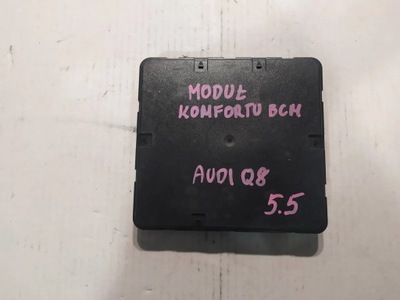 MODUŁ
KOMFORTU BCM
AUDI Q8
5.5